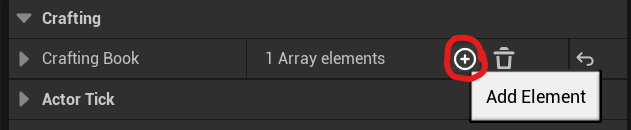 Crafting
Crafting Book 1 Array elements
Add Element
Actor Tick